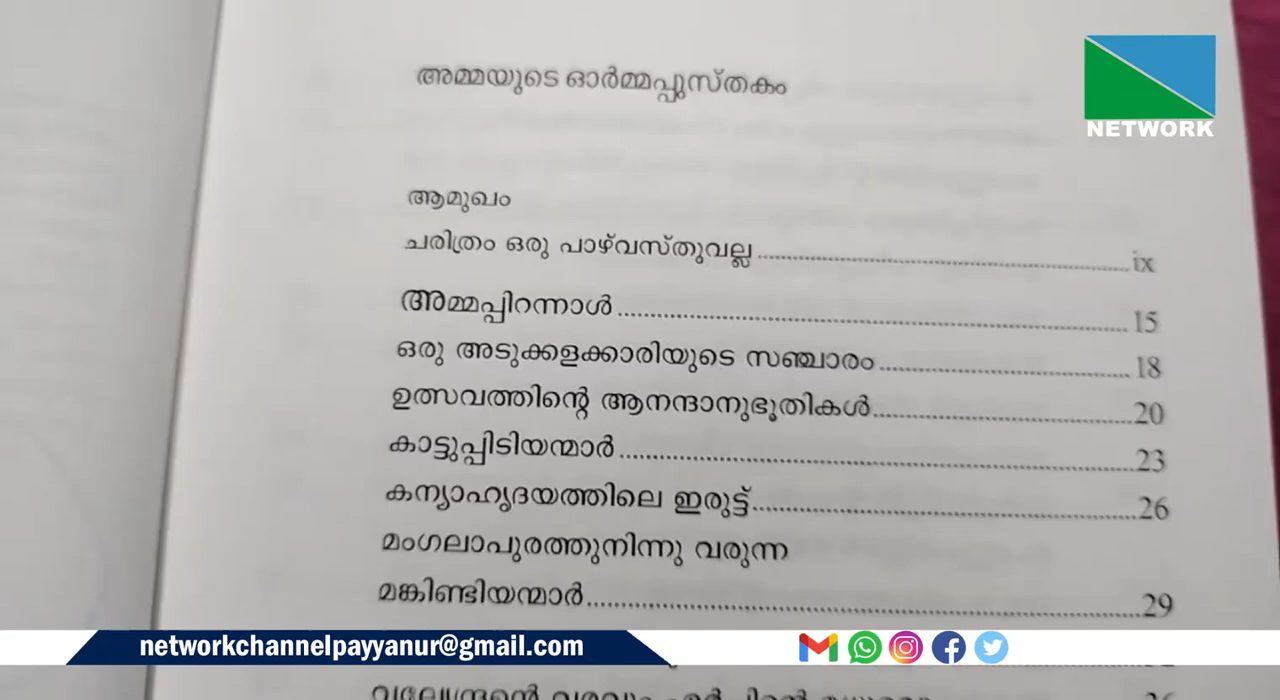 അമ്മയുടെ ഓർമ്മപ്പുസ്തകം
NETWORK
ആമുഖം
ചരിത്രം ഒരു പാഴ്‌വസ്തുവല്ല ix
അമ്മപ്പിറന്നാൾ 15
ഒരു അടുക്കളക്കാരിയുടെ സഞ്ചാരം 18
ഉത്സവത്തിന്റെ ആനന്ദാനുഭൂതികൾ 20
കാട്ടുപ്പിടിയന്മാർ 23
കന്യാഹൃദയത്തിലെ ഇരുട്ട് 26
മംഗലാപുരത്തുനിന്നു വരുന്ന
മങ്കിണ്ടിയന്മാർ 29
networkchannelpayyanur@gmail.com